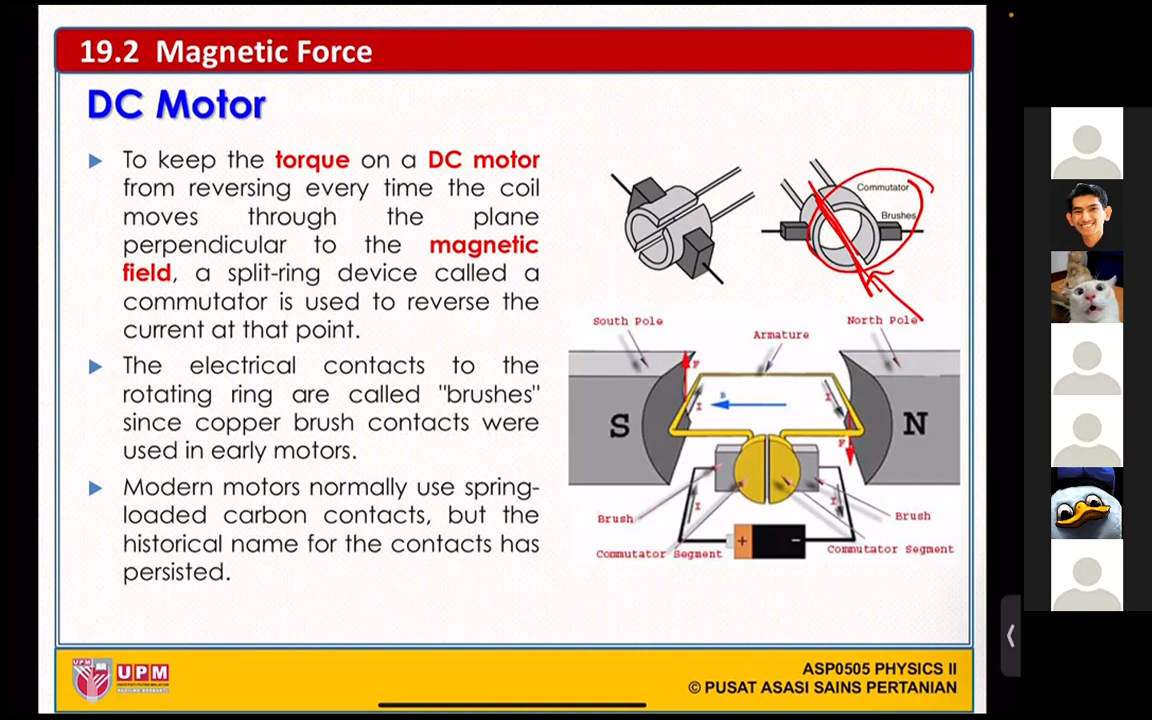 19.2 Magnetic Force
DC Motor
To keep the torque on a DC motor
from reversing every time the coil
moves through the plane
perpendicular to the magnetic
field, a split-ring device called a
commutator is used to reverse the
current at that point.
The electrical contacts to the
rotating ring are called "brushes"
since copper brush contacts were
used in early motors.
Modern motors normally use spring-
loaded carbon contacts, but the
historical name for the contacts has
persisted.
Commutator
Brushes
South Pole
Armature
North Pole
F
I
B
I
S
N
F
I
I
Brush
Brush
+
-
Commutator Segment
Commutator Segment
UPM
UPM
ASP0505 PHYSICS II
© PUSAT ASASI SAINS PERTANIAN